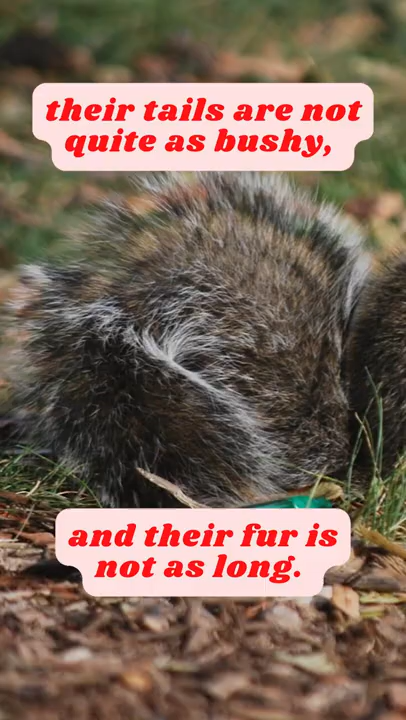 their tails are not
quite as bushy,
and their fur is
not as long.